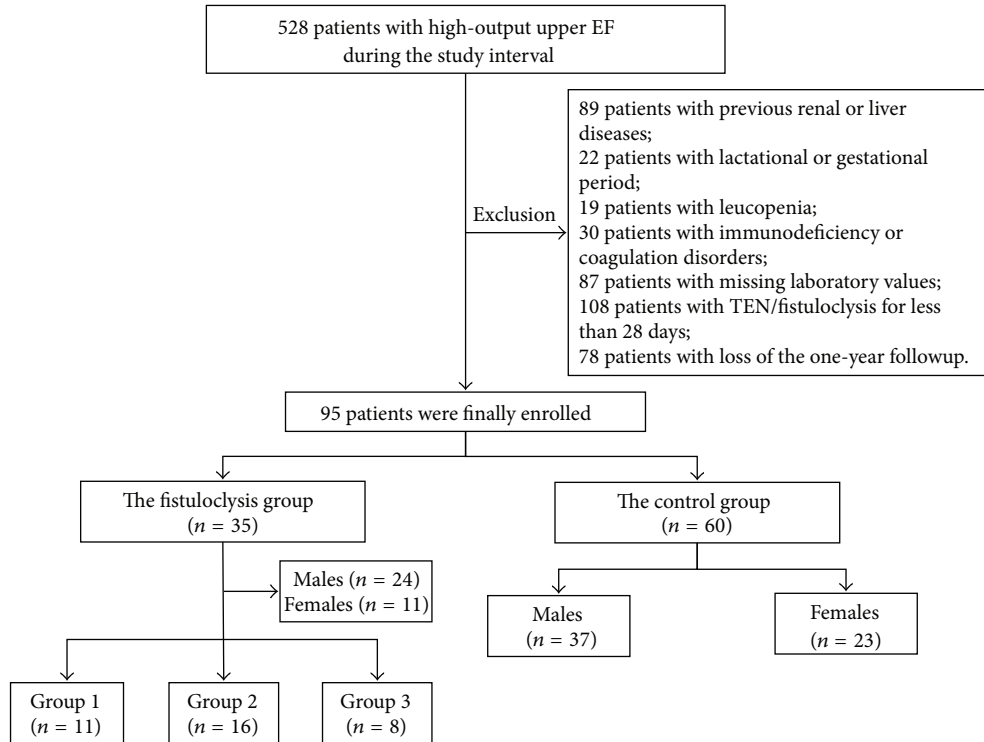 528 patients with high-output upper EF
during the study interval
Exclusion
89 patients with previous renal or liver
diseases;
22 patients with lactational or gestational
period;
19 patients with leucopenia;
30 patients with immunodeficiency or
coagulation disorders;
87 patients with missing laboratory values;
108 patients with TEN/fistuloclysis for less
than 28 days;
78 patients with loss of the one-year followup.
95 patients were finally enrolled
The fistuloclysis group
(n = 35)
The control group
(n = 60)
Males (n = 24)
Females (n = 11)
Males
(n = 37)
Females
(n = 23)
Group 1
(n = 11)
Group 2
(n = 16)
Group 3
(n = 8)